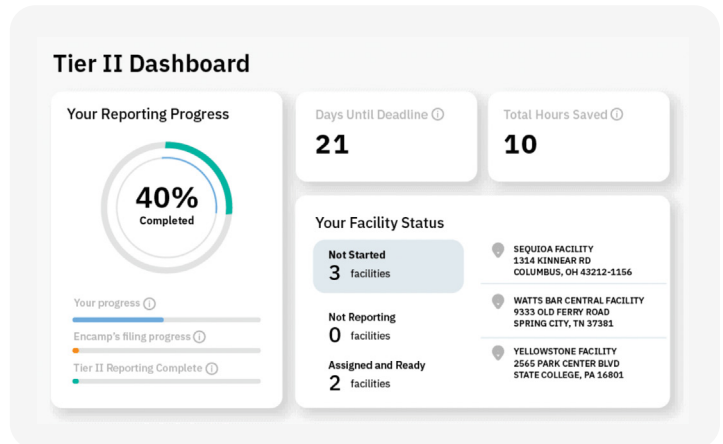 Tier II Dashboard
Your Reporting Progress
40%
Completed
Your progress
Encamp's filing progress
Tier II Reporting Complete
Days Until Deadline
21
Total Hours Saved
10
Your Facility Status
Not Started
3 facilities
Not Reporting
0 facilities
Assigned and Ready
2 facilities
SEQUIOA FACILITY
1314 KINNEAR RD
COLUMBUS, OH 43212-1156
WATTS BAR CENTRAL FACILITY
9333 OLD FERRY ROAD
SPRING CITY, TN 37381
YELLOWSTONE FACILITY
2565 PARK CENTER BLVD
STATE COLLEGE, PA 16801